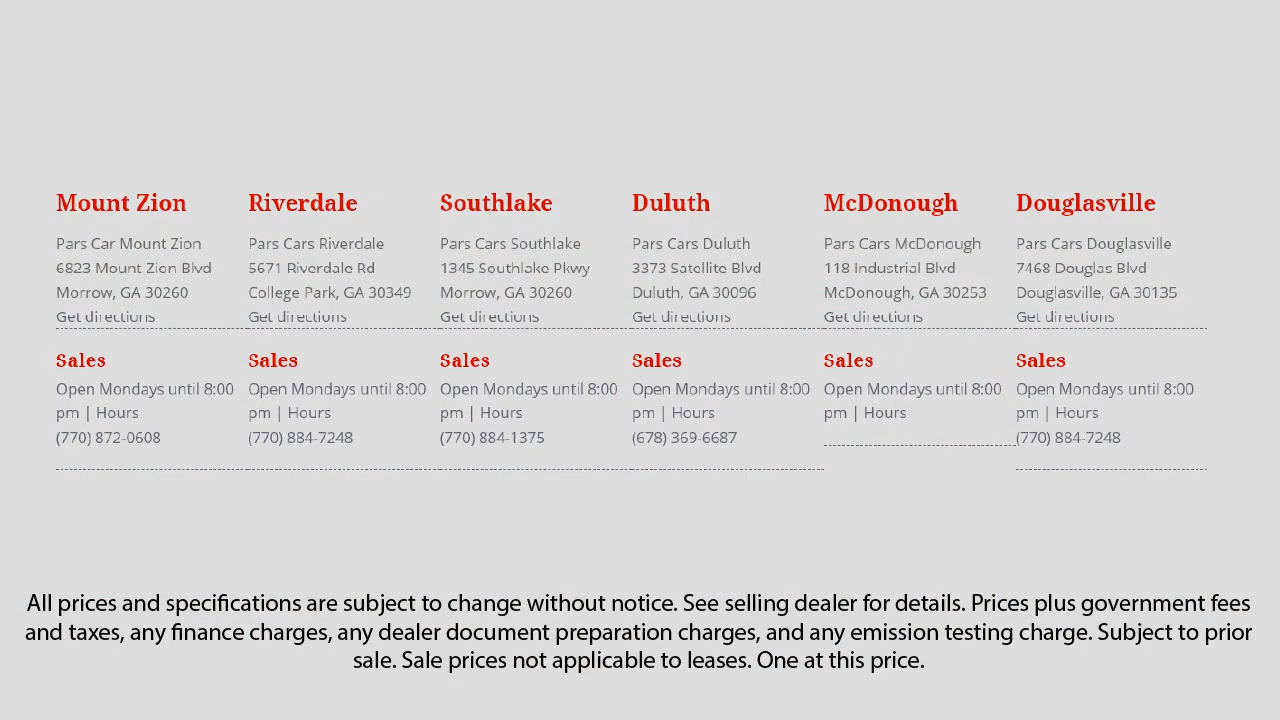 Mount Zion
Pars Car Mount Zion
6823 Mount Zion Blvd
Morrow, GA 30260
Get directions
Sales
Open Mondays until 8:00
pm | Hours
(770) 872-0608
Riverdale
Pars Cars Riverdale
5671 Riverdale Rd
College Park, GA 30349
Get directions
Sales
Open Mondays until 8:00
pm | Hours
(770) 884-7248
Southlake
Pars Cars Southlake
1345 Southlake Pkwy
Morrow, GA 30260
Get directions
Sales
Open Mondays until 8:00
pm | Hours
(770) 884-1375
Duluth
Pars Cars Duluth
3373 Satellite Blvd
Duluth, GA 30096
Get directions
Sales
Open Mondays until 8:00
pm | Hours
(678) 369-6687
McDonough
Pars Cars McDonough
118 Industrial Blvd
McDonough, GA 30253
Get directions
Sales
Open Mondays until 8:00
pm | Hours
Douglasville
Pars Cars Douglasville
7468 Douglas Blvd
Douglasville, GA 30135
Get directions
Sales
Open Mondays until 8:00
pm | Hours
(770) 884-7248
All prices and specifications are subject to change without notice. See selling dealer for details. Prices plus government fees
and taxes, any finance charges, any dealer document preparation charges, and any emission testing charge. Subject to prior
sale. Sale prices not applicable to leases. One at this price.